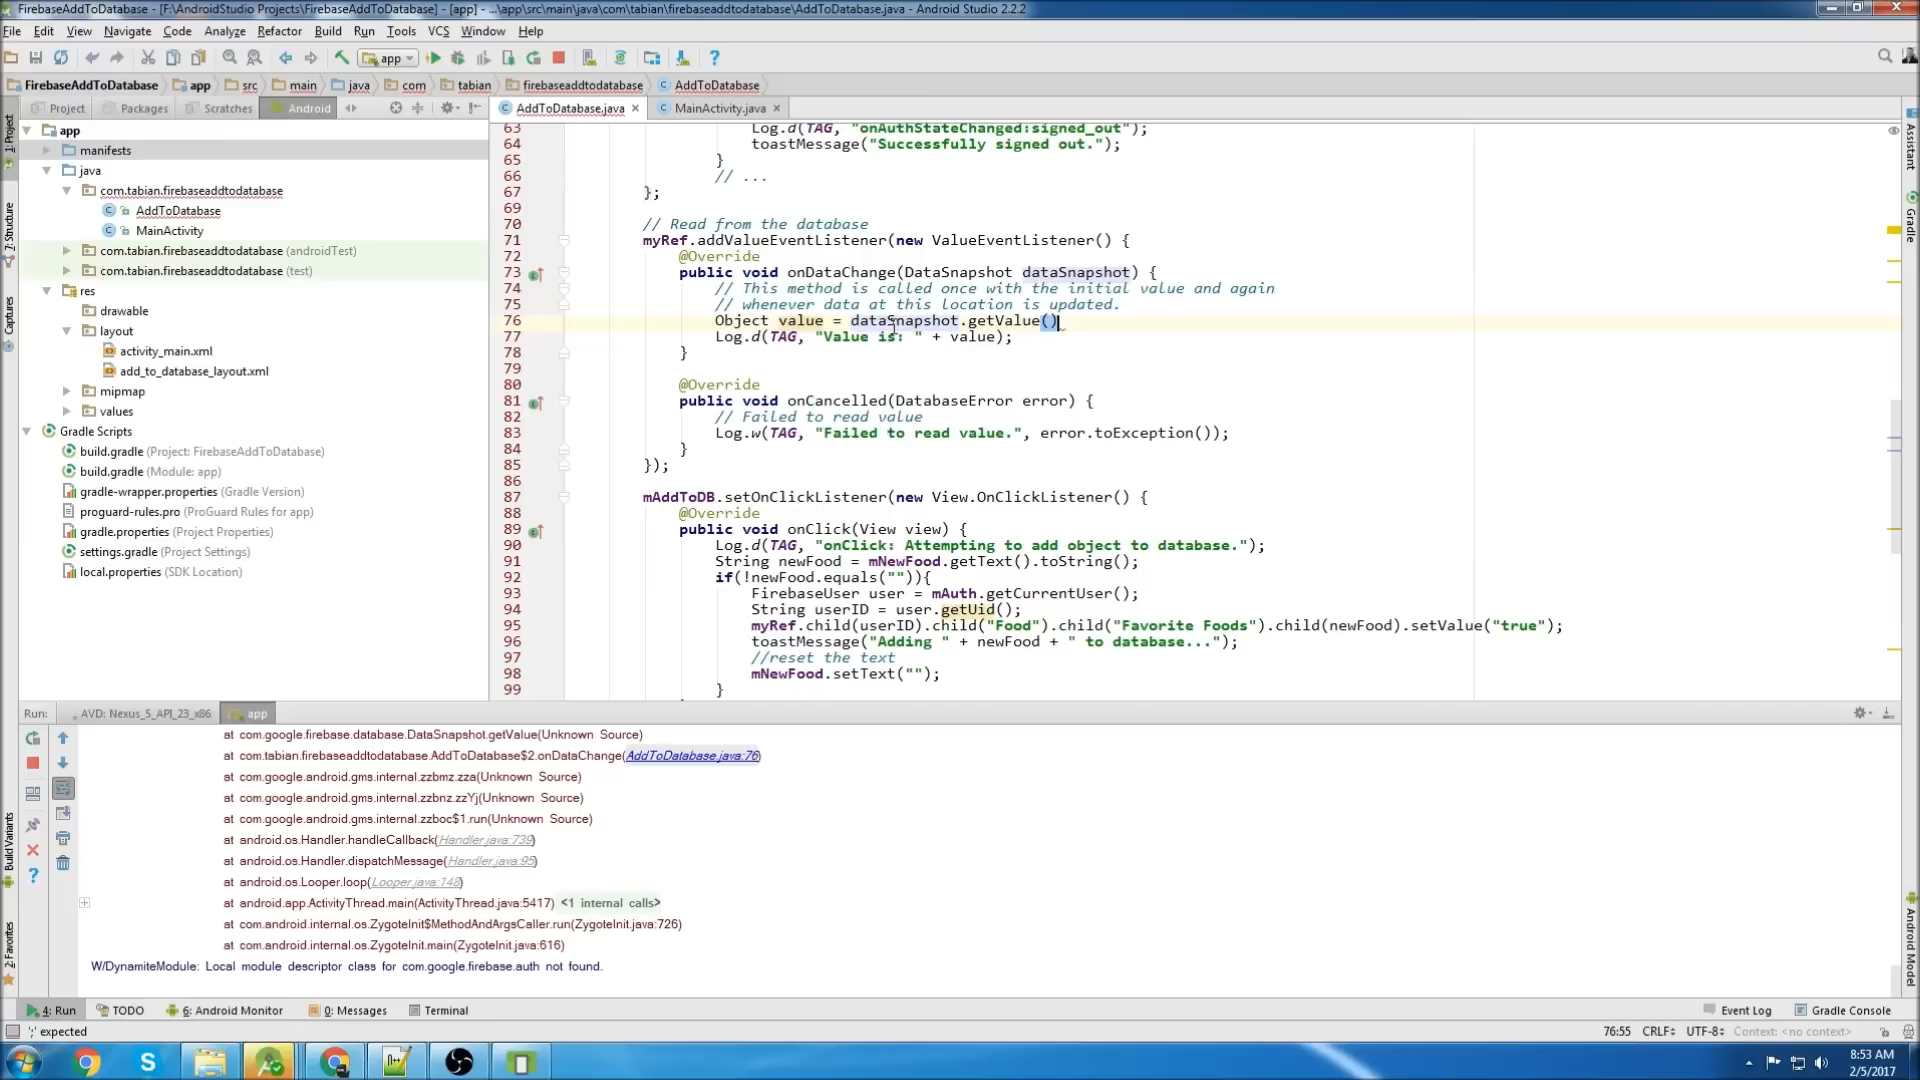 FirebaseAddToDatabase - [F:\AndroidStudio Projects\FirebaseAddToDatabase] - [app] - ...\app\src\main\java\com\tabian\firebaseaddtodatabase\AddToDatabase.java - Android Studio 2.2.2
File Edit View Navigate Code Analyze Refactor Build Run Tools VCS Window Help
app
FirebaseAddToDatabase app src main java com tabian firebaseaddtodatabase AddToDatabase
Project Packages Scratches Android
AddToDatabase.java MainActivity.java
1: Project
7: Structure
Captures
Build Variants
2: Favorites
app
manifests
java
com.tabian.firebaseaddtodatabase
AddToDatabase
MainActivity
com.tabian.firebaseaddtodatabase (androidTest)
com.tabian.firebaseaddtodatabase (test)
res
drawable
layout
activity_main.xml
add_to_database_layout.xml
mipmap
values
Gradle Scripts
build.gradle (Project: FirebaseAddToDatabase)
build.gradle (Module: app)
gradle-wrapper.properties (Gradle Version)
proguard-rules.pro (ProGuard Rules for app)
gradle.properties (Project Properties)
settings.gradle (Project Settings)
local.properties (SDK Location)
63 Log.d(TAG, "onAuthStateChanged:signed_out");
64 toastMessage("Successfully signed out.");
65 }
66 // ...
67 };
69
70 // Read from the database
71 myRef.addValueEventListener(new ValueEventListener() {
72 @Override
73 public void onDataChange(DataSnapshot dataSnapshot) {
74 // This method is called once with the initial value and again
75 // whenever data at this location is updated.
76 Object value = dataSnapshot.getValue()
77 Log.d(TAG, "Value is: " + value);
78 }
79
80 @Override
81 public void onCancelled(DatabaseError error) {
82 // Failed to read value
83 Log.w(TAG, "Failed to read value.", error.toException());
84 }
85 });
86
87 mAddToDB.setOnClickListener(new View.OnClickListener() {
88 @Override
89 public void onClick(View view) {
90 Log.d(TAG, "onClick: Attempting to add object to database.");
91 String newFood = mNewFood.getText().toString();
92 if(!newFood.equals("")){
93 FirebaseUser user = mAuth.getCurrentUser();
94 String userID = user.getUid();
95 myRef.child(userID).child("Food").child("Favorite Foods").child(newFood).setValue("true");
96 toastMessage("Adding " + newFood + " to database...");
97 //reset the text
98 mNewFood.setText("");
99 }
Assistant
Gradle
Android Model
Run: AVD: Nexus_5_API_23_x86 app
at com.google.firebase.database.DataSnapshot.getValue(Unknown Source)
at com.tabian.firebaseaddtodatabase.AddToDatabase$2.onDataChange(AddToDatabase.java:76)
at com.google.android.gms.internal.zzbmz.zza(Unknown Source)
at com.google.android.gms.internal.zzbnz.zzYj(Unknown Source)
at com.google.android.gms.internal.zzboc$1.run(Unknown Source)
at android.os.Handler.handleCallback(Handler.java:739)
at android.os.Handler.dispatchMessage(Handler.java:95)
at android.os.Looper.loop(Looper.java:148)
at android.app.ActivityThread.main(ActivityThread.java:5417) <1 internal calls>
at com.android.internal.os.ZygoteInit$MethodAndArgsCaller.run(ZygoteInit.java:726)
at com.android.internal.os.ZygoteInit.main(ZygoteInit.java:616)
W/DynamiteModule: Local module descriptor class for com.google.firebase.auth not found.
4: Run TODO 6: Android Monitor 0: Messages Terminal Event Log Gradle Console
';' expected 76:55 CRLF UTF-8 Context: <no context>
8:53 AM
2/5/2017